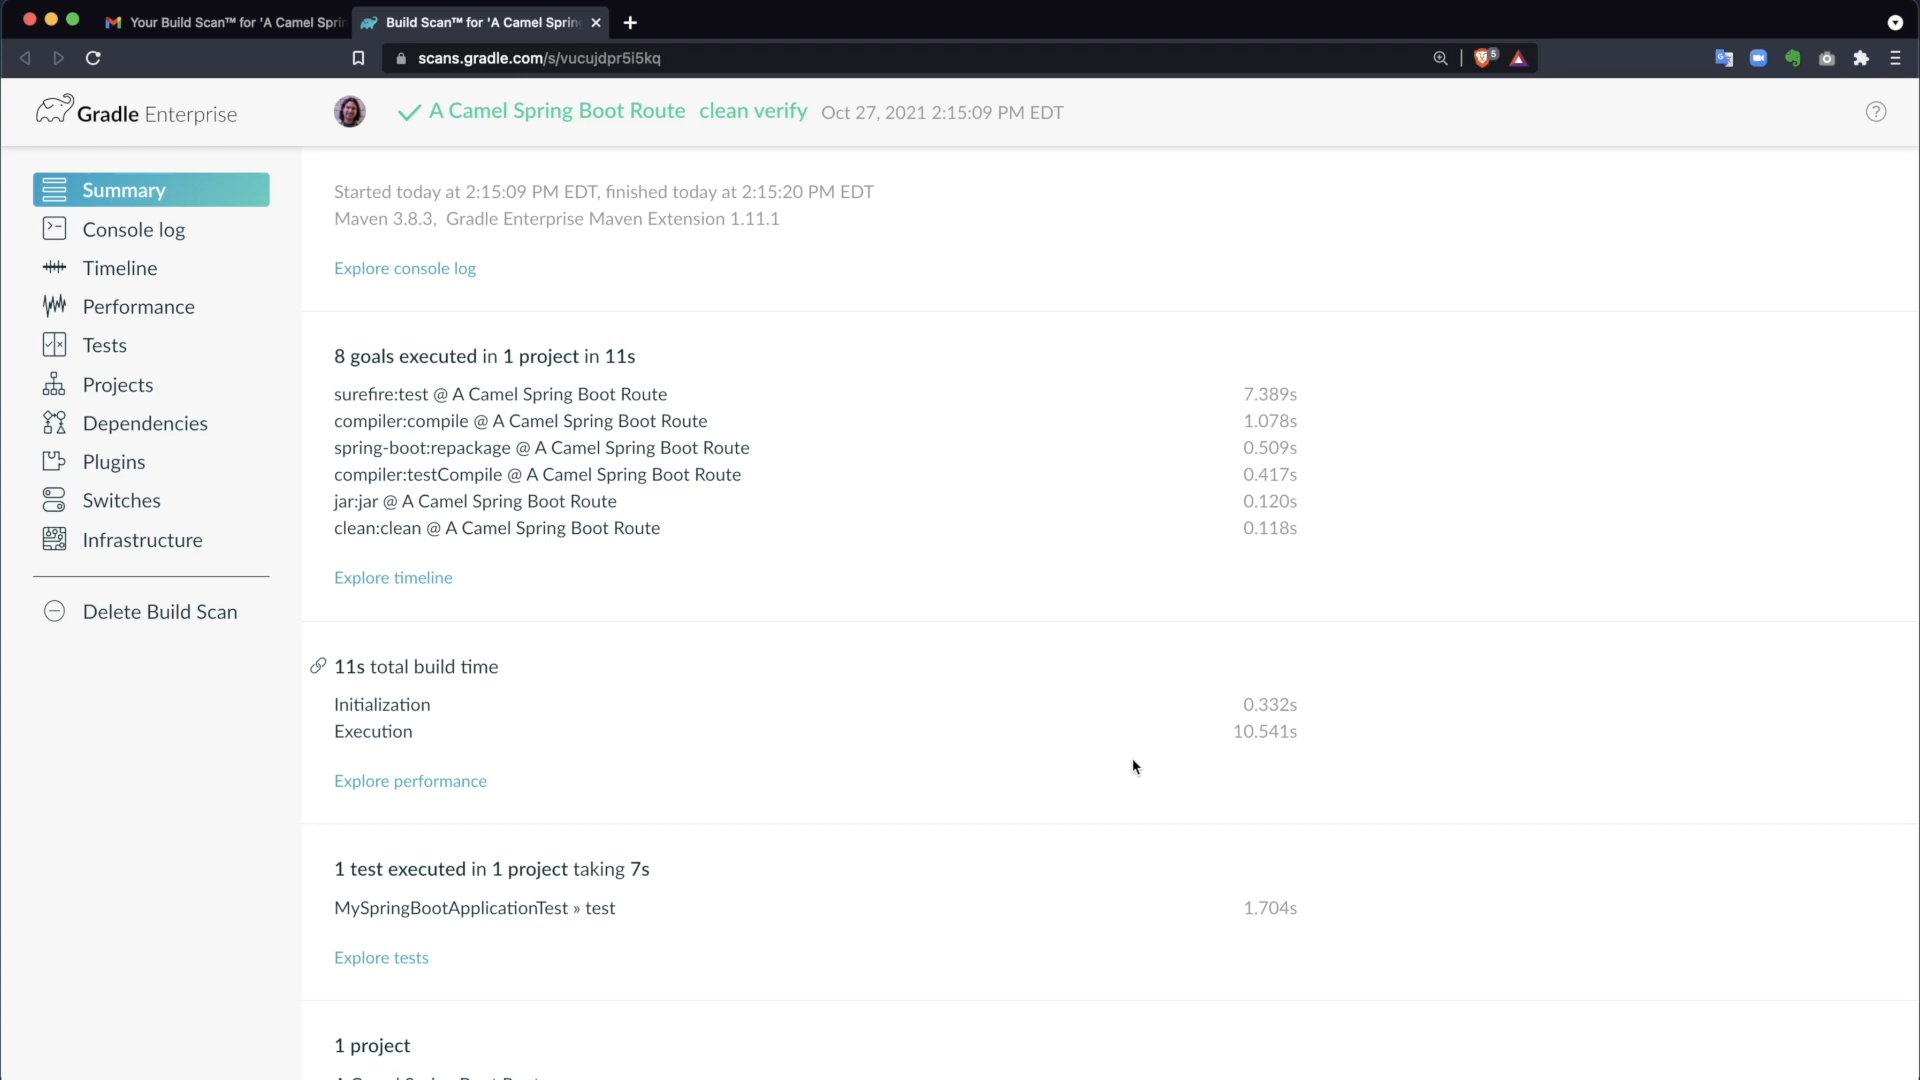 Your Build Scan™ for 'A Camel Sprin
Build Scan™ for 'A Camel Spring
scans.gradle.com/s/vucujdpr5i5kq
5
Gradle Enterprise
A Camel Spring Boot Route clean verify Oct 27, 2021 2:15:09 PM EDT
Summary
Console log
Timeline
Performance
Tests
Projects
Dependencies
Plugins
Switches
Infrastructure
Delete Build Scan
Started today at 2:15:09 PM EDT, finished today at 2:15:20 PM EDT
Maven 3.8.3, Gradle Enterprise Maven Extension 1.11.1
Explore console log
8 goals executed in 1 project in 11s
surefire:test @ A Camel Spring Boot Route 7.389s
compiler:compile @ A Camel Spring Boot Route 1.078s
spring-boot:repackage @ A Camel Spring Boot Route 0.509s
compiler:testCompile @ A Camel Spring Boot Route 0.417s
jar:jar @ A Camel Spring Boot Route 0.120s
clean:clean @ A Camel Spring Boot Route 0.118s
Explore timeline
11s total build time
Initialization 0.332s
Execution 10.541s
Explore performance
1 test executed in 1 project taking 7s
MySpringBootApplicationTest » test 1.704s
Explore tests
1 project